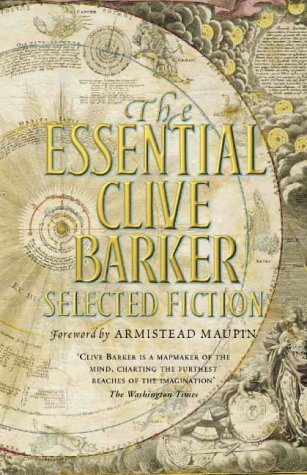 The
ESSENTIAL
CLIVE
BARKER
SELECTED FICTION
Foreword by ARMISTEAD MAUPIN
'CLIVE BARKER IS A MAPMAKER OF THE
MIND, CHARTING THE FURTHEST
REACHES OF THE IMAGINATION'
The Washington Times